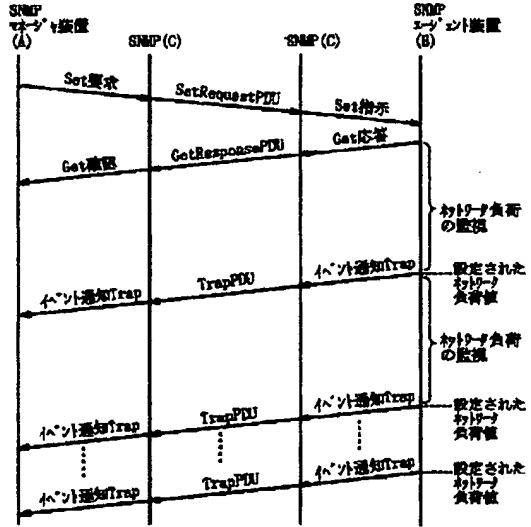 SNMP
マネージャ装置
(A)
SNMP(C)
SNMP(C)
SNMP
エージェント装置
(B)
Set要求
SetRequestPDU
Set指示
Get応答
GetResponsePDU
Get確認
ネットワーク負荷
の監視
イベント通知Trap
TrapPDU
イベント通知Trap
設定された
ネットワーク
負荷値
ネットワーク負荷
の監視
イベント通知Trap
TrapPDU
イベント通知Trap
設定された
ネットワーク
負荷値
イベント通知Trap
TrapPDU
イベント通知Trap
設定された
ネットワーク
負荷値